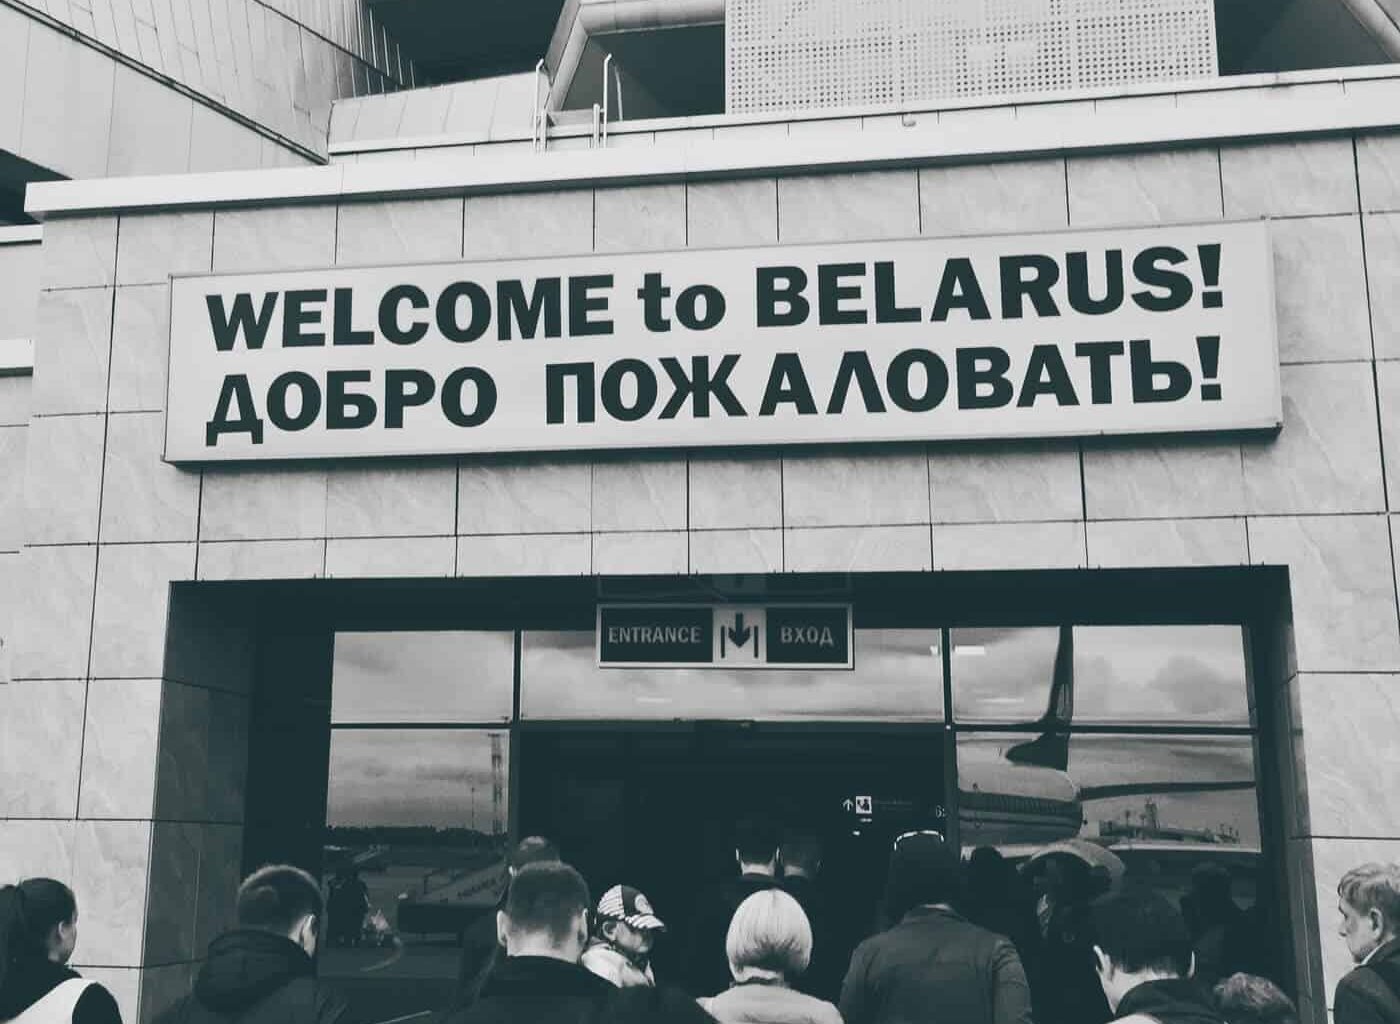 WELCOME to BELARUS!
ДОБРО ПОЖАЛОВАТЬ!
ENTRANCE ВХОД